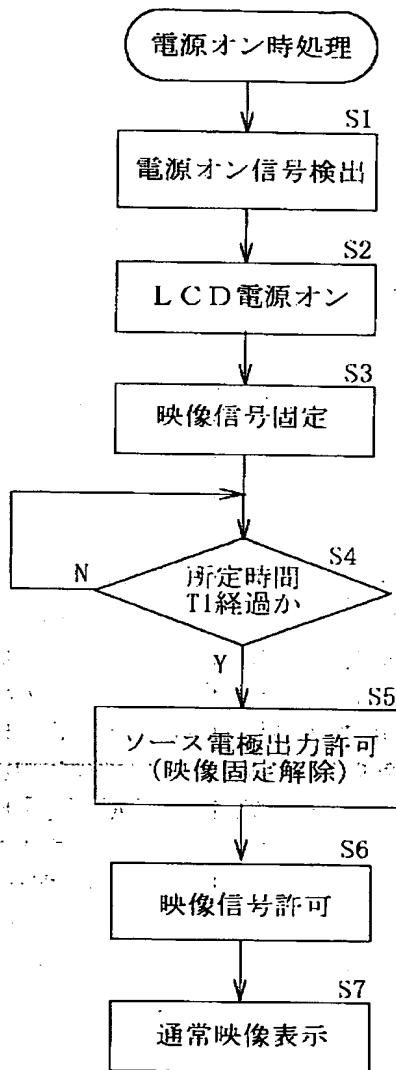 電源オン時処理
S1
電源オン信号検出
S2
LCD電源オン
S3
映像信号固定
S4
所定時間
T1経過か
N
Y
S5
ソース電極出力許可
(映像固定解除)
S6
映像信号許可
S7
通常映像表示